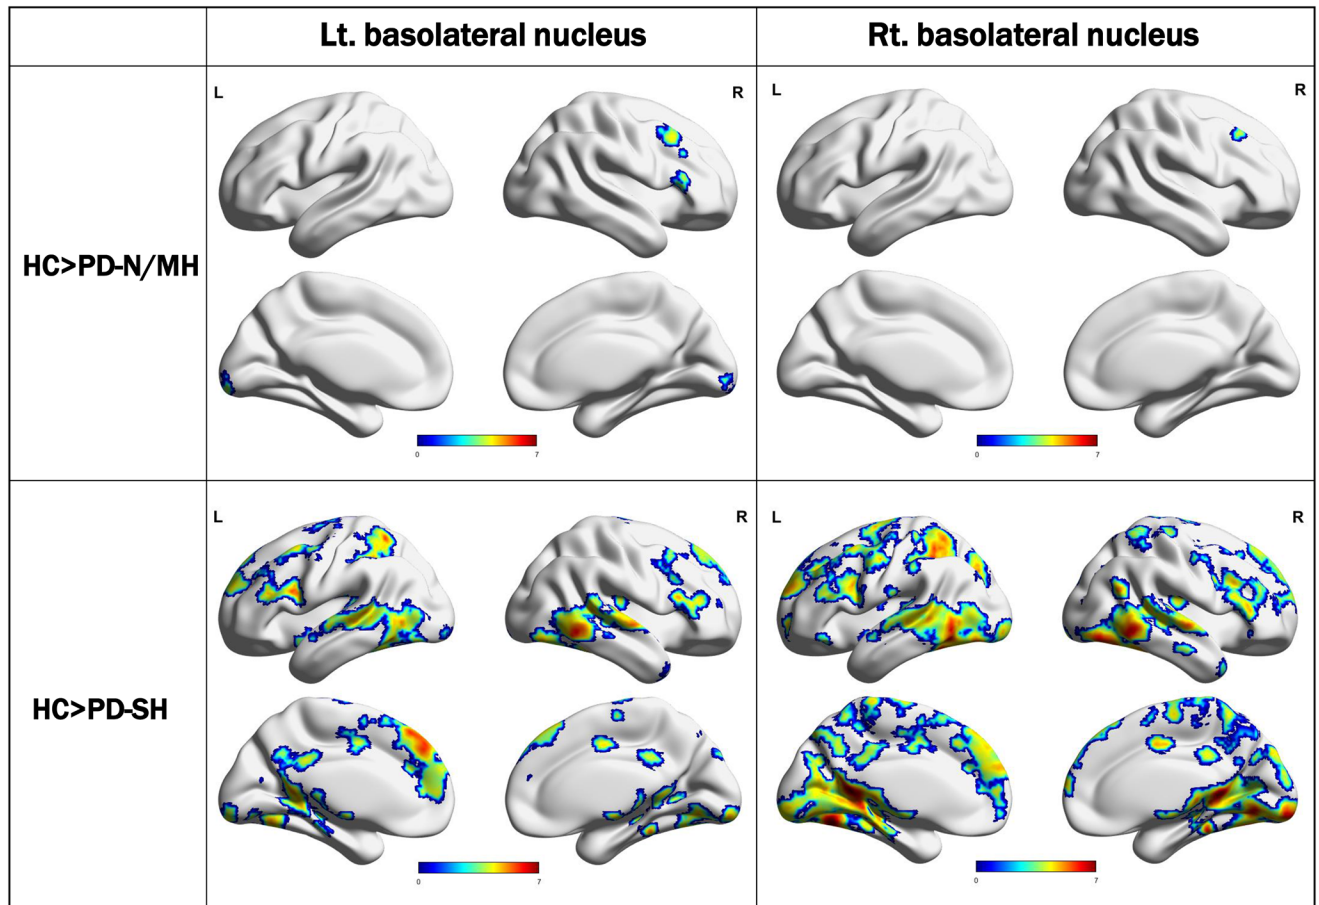 Lt. basolateral nucleus
Rt. basolateral nucleus
HC>PD-N/MH
L
R
L
R
0
7
0
7
HC>PD-SH
L
R
L
R
0
7
0
7